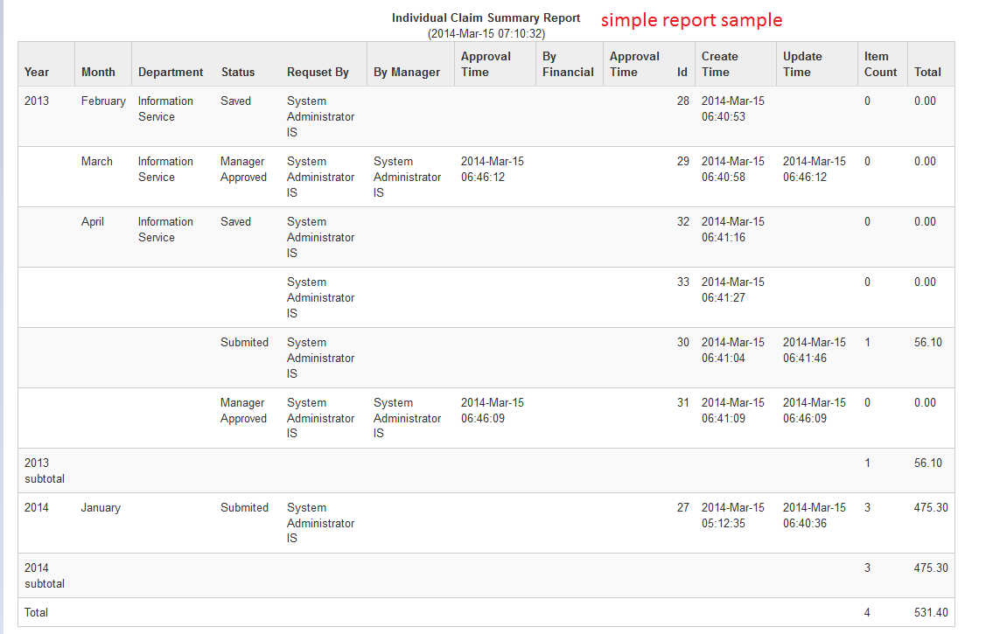 Individual Claim Summary Report simple report sample
(2014-Mar-15 07:10:32)
Approval By Approval Create Update Item
Year Month Department Status Requset By By Manager Time Financial Time Id Time Time Count Total
2013 February Information Saved System 28 2014-Mar-15 0 0.00
Service Administrator 06:40:53
IS
March Information Manager System System 2014-Mar-15 29 2014-Mar-15 2014-Mar-15 0 0.00
Service Approved Administrator Administrator 06:46:12 06:40:58 06:46:12
IS IS
April Information Saved System 32 2014-Mar-15 0 0.00
Service Administrator 06:41:16
IS
System 33 2014-Mar-15 0 0.00
Administrator 06:41:27
IS
Submited System 30 2014-Mar-15 2014-Mar-15 1 56.10
Administrator 06:41:04 06:41:46
IS
Manager System System 2014-Mar-15 31 2014-Mar-15 2014-Mar-15 0 0.00
Approved Administrator Administrator 06:46:09 06:41:09 06:46:09
IS IS
2013 1 56.10
subtotal
2014 January Submited System 27 2014-Mar-15 2014-Mar-15 3 475.30
Administrator 05:12:35 06:40:36
IS
2014 3 475.30
subtotal
Total 4 531.40